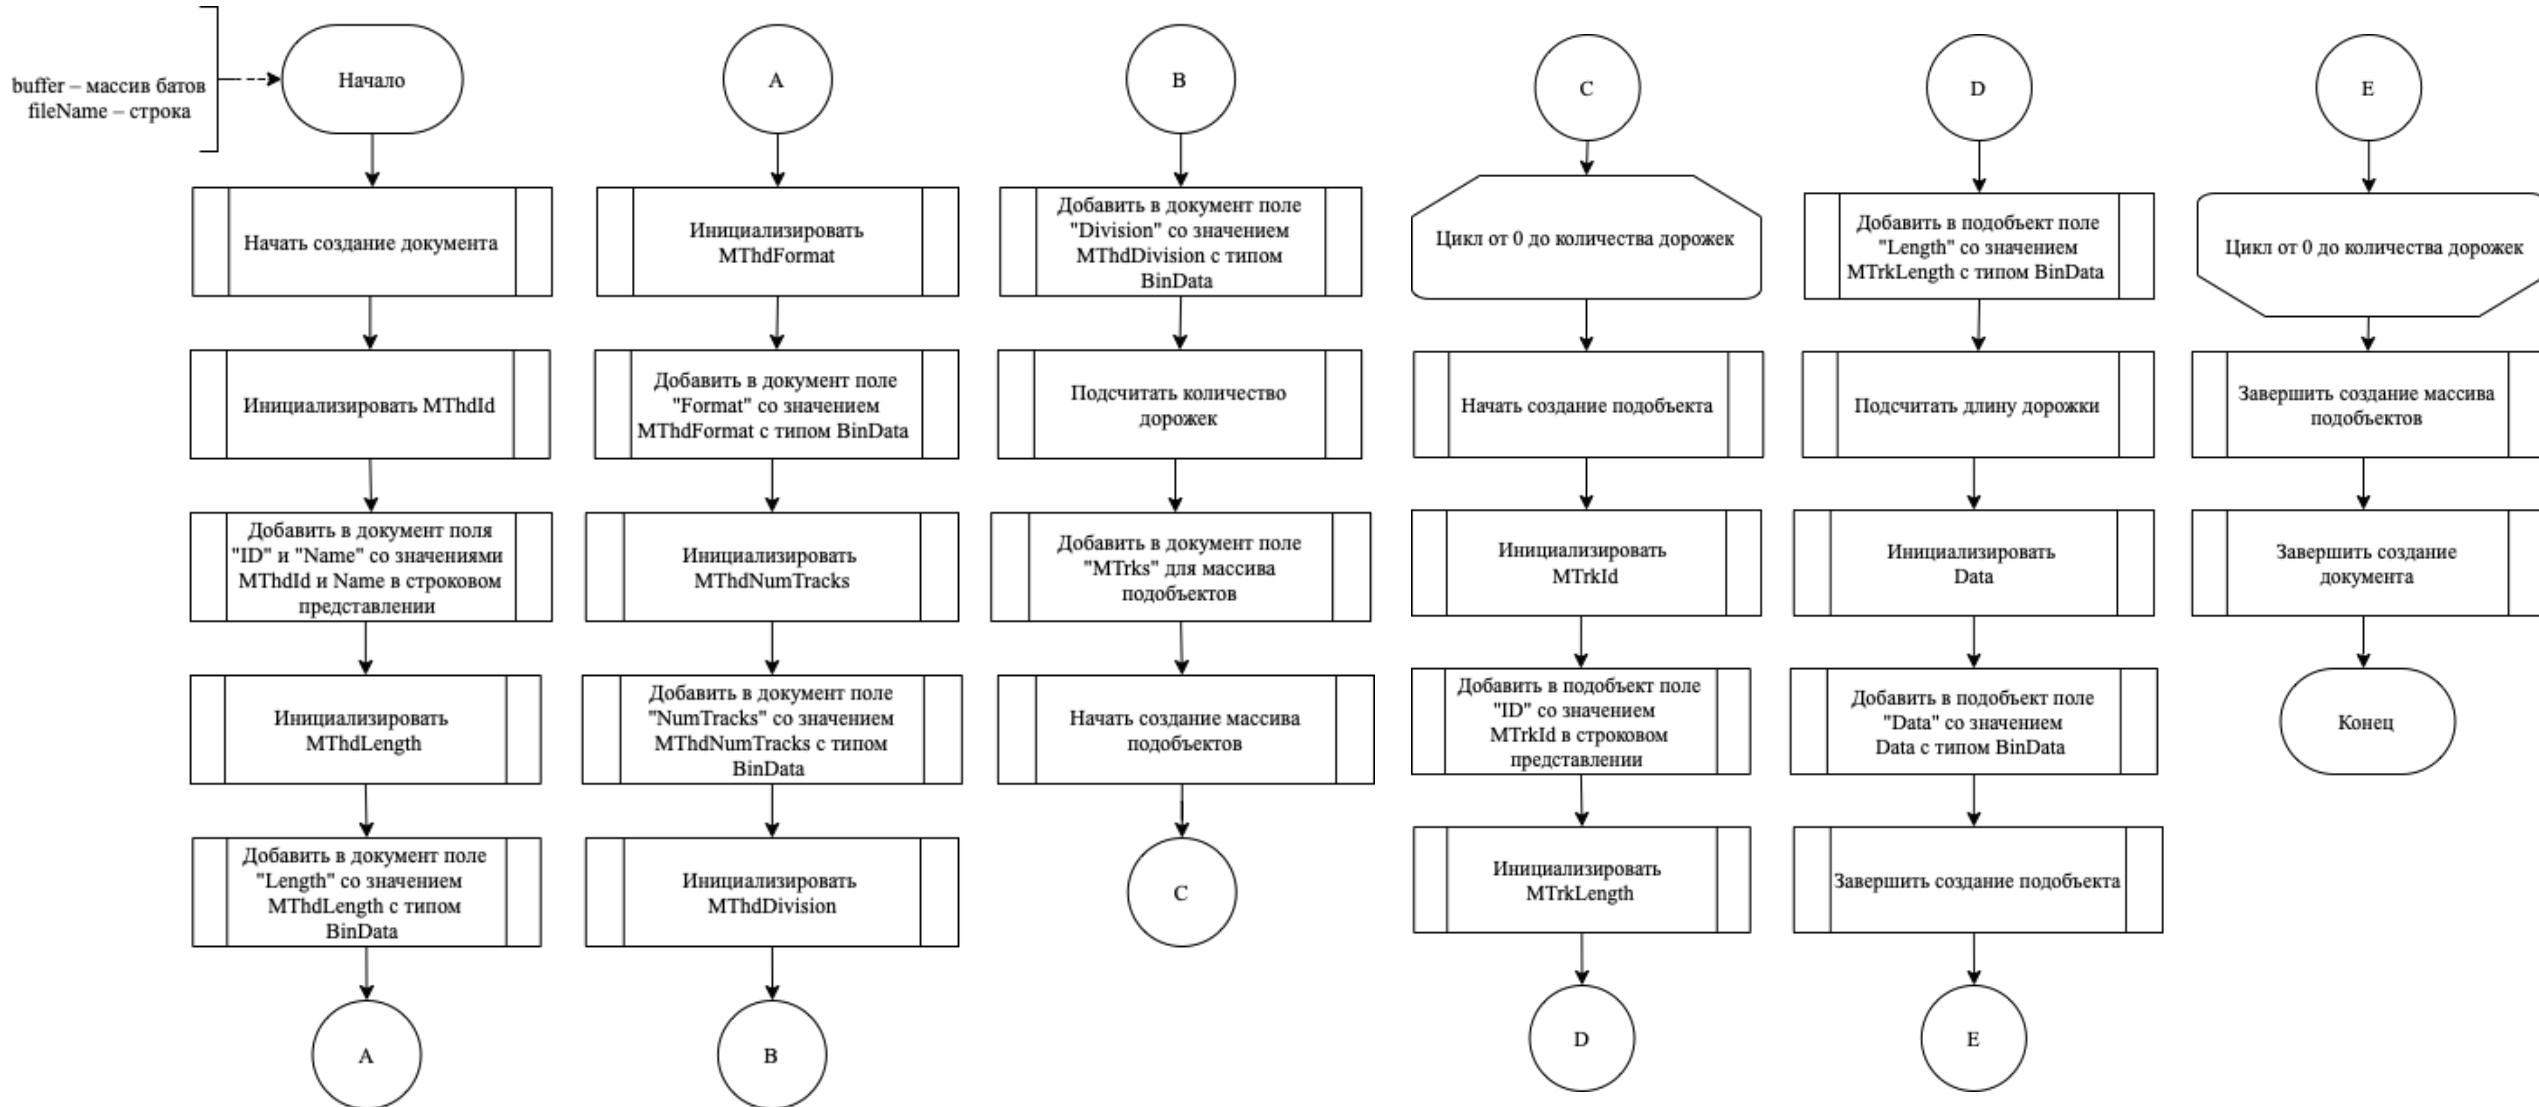 buffer – массив батов
fileName – строка
Начало
Начать создание документа
Инициализировать MThdId
Добавить в документ поля
"ID" и "Name" со значениями
MThdId и Name в строковом
представлении
Инициализировать
MThdLength
Добавить в документ поле
"Length" со значением
MThdLength с типом
BinData
A
A
Инициализировать
MThdFormat
Добавить в документ поле
"Format" со значением
MThdFormat с типом BinData
Инициализировать
MThdNumTracks
Добавить в документ поле
"NumTracks" со значением
MThdNumTracks с типом
BinData
Инициализировать
MThdDivision
B
B
Добавить в документ поле
"Division" со значением
MThdDivision с типом
BinData
Подсчитать количество
дорожек
Добавить в документ поле
"MTrks" для массива
подобъектов
Начать создание массива
подобъектов
C
C
Цикл от 0 до количества дорожек
Начать создание подобъекта
Инициализировать
MTrkId
Добавить в подобъект поле
"ID" со значением
MTrkId в строковом
представлении
Инициализировать
MTrkLength
D
D
Добавить в подобъект поле
"Length" со значением
MTrkLength с типом BinData
Подсчитать длину дорожки
Инициализировать
Data
Добавить в подобъект поле
"Data" со значением
Data с типом BinData
Завершить создание подобъекта
E
E
Цикл от 0 до количества дорожек
Завершить создание массива
подобъектов
Завершить создание
документа
Конец